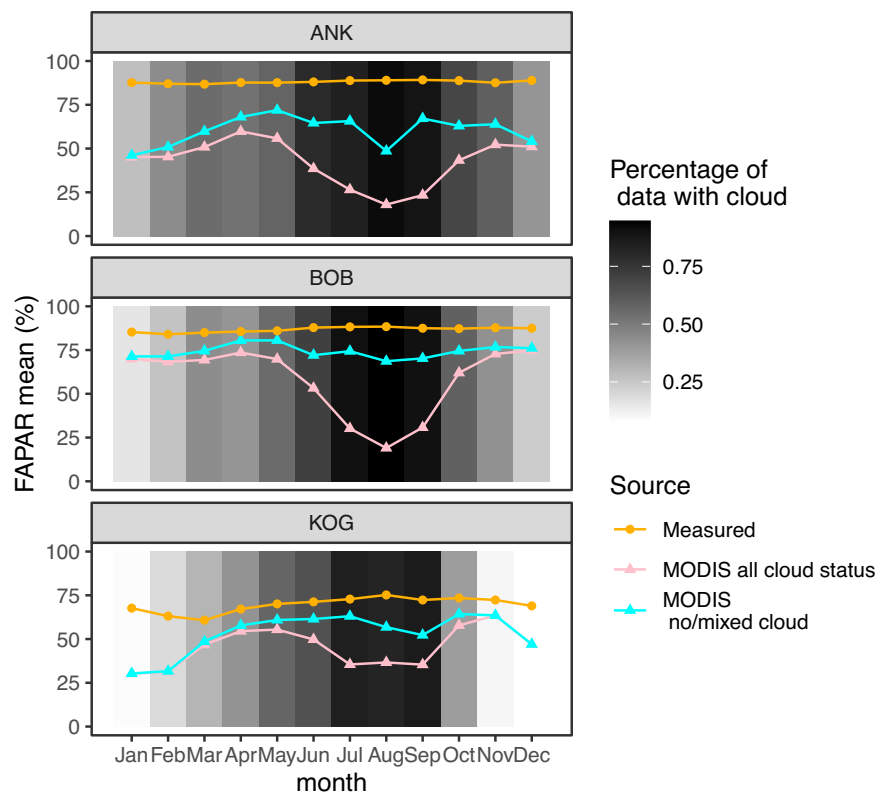 ANK
100
75
50
25
0
BOB
100
75
50
25
0
KOG
100
75
50
25
0
Jan Feb Mar Apr May Jun Jul Aug Sep Oct Nov Dec
month
FAPAR mean (%)
Percentage of
data with cloud
0.75
0.50
0.25
Source
Measured
MODIS all cloud status
MODIS
no/mixed cloud